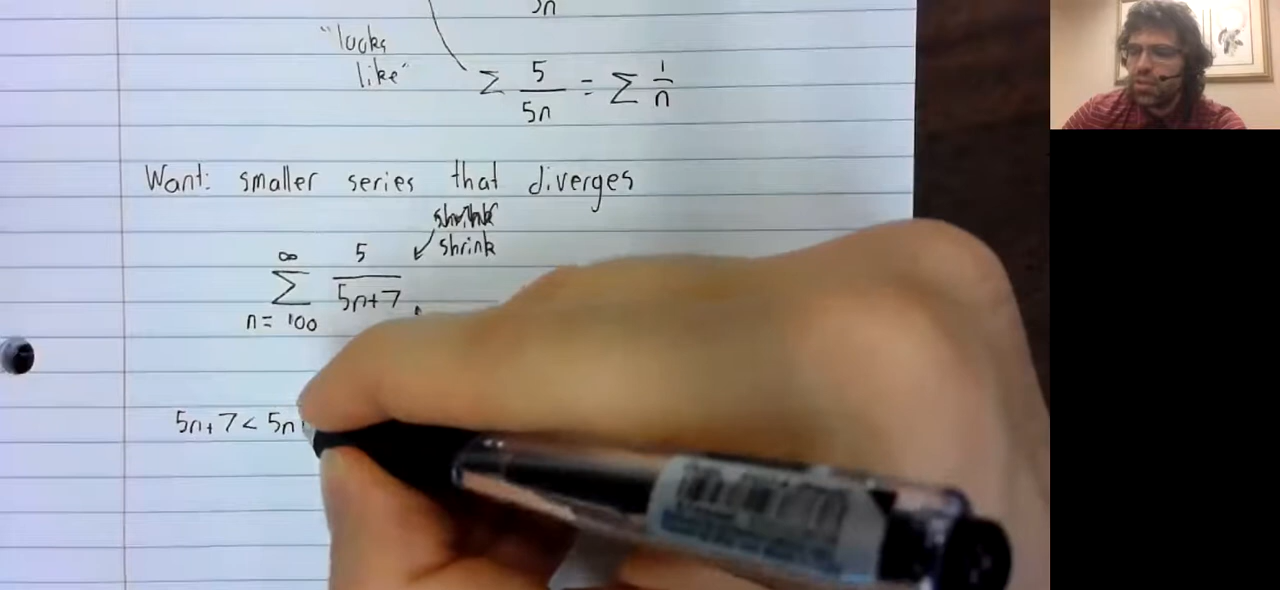 5n
"looks
like"
Σ 5/5n = Σ 1/n
Want: smaller series that diverges
shrink
∞
Σ 5/5n+7
n = 100
5n+7 < 5n